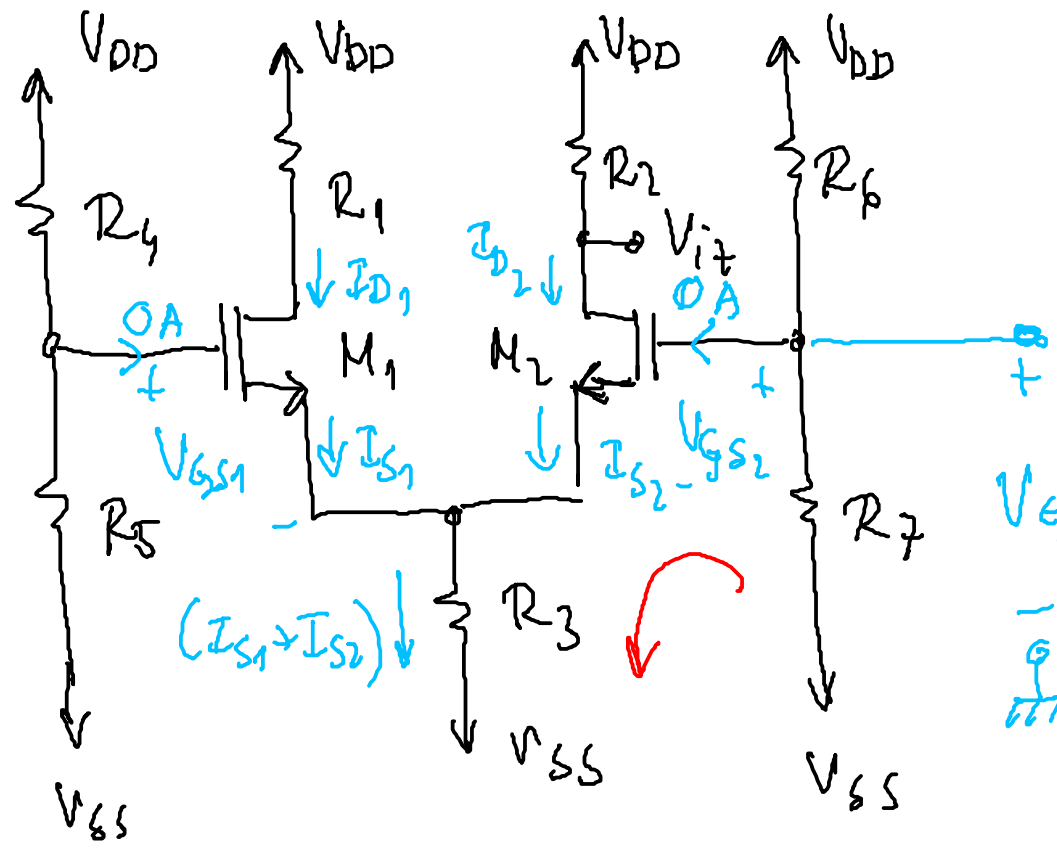 VDD VDD VDD VDD
R4 R1 R2 R6
ID1 ID2 Vit
0A 0A
+ M1 M2 + +
VGS1 IS1 IS2 - VGS2
-
R5 R7
(IS1+IS2) R3 -
VSS VSS
VSS